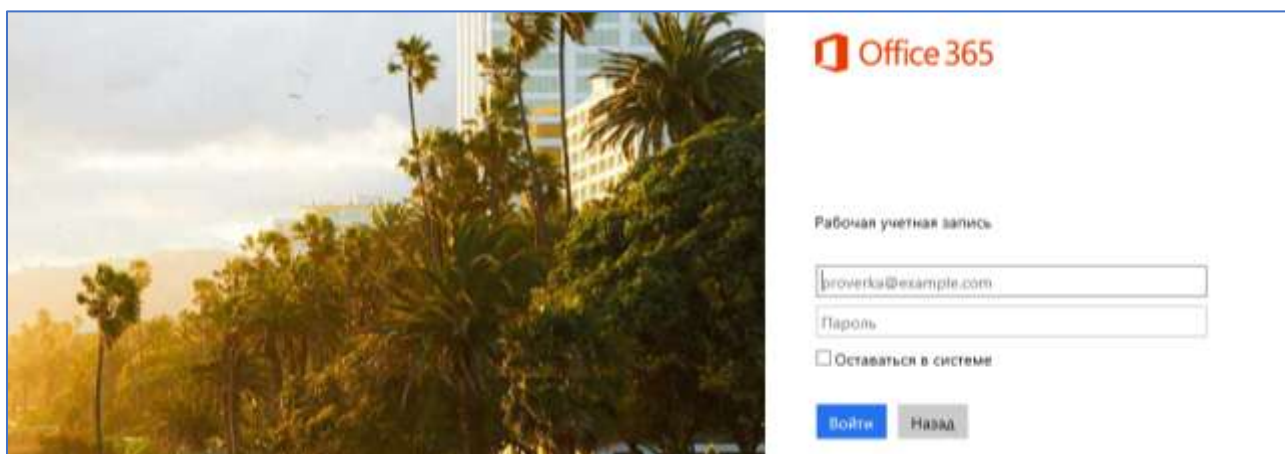 Office 365
Рабочая учетная запись
proverka@example.com
Пароль
Оставаться в системе
Войти
Назад